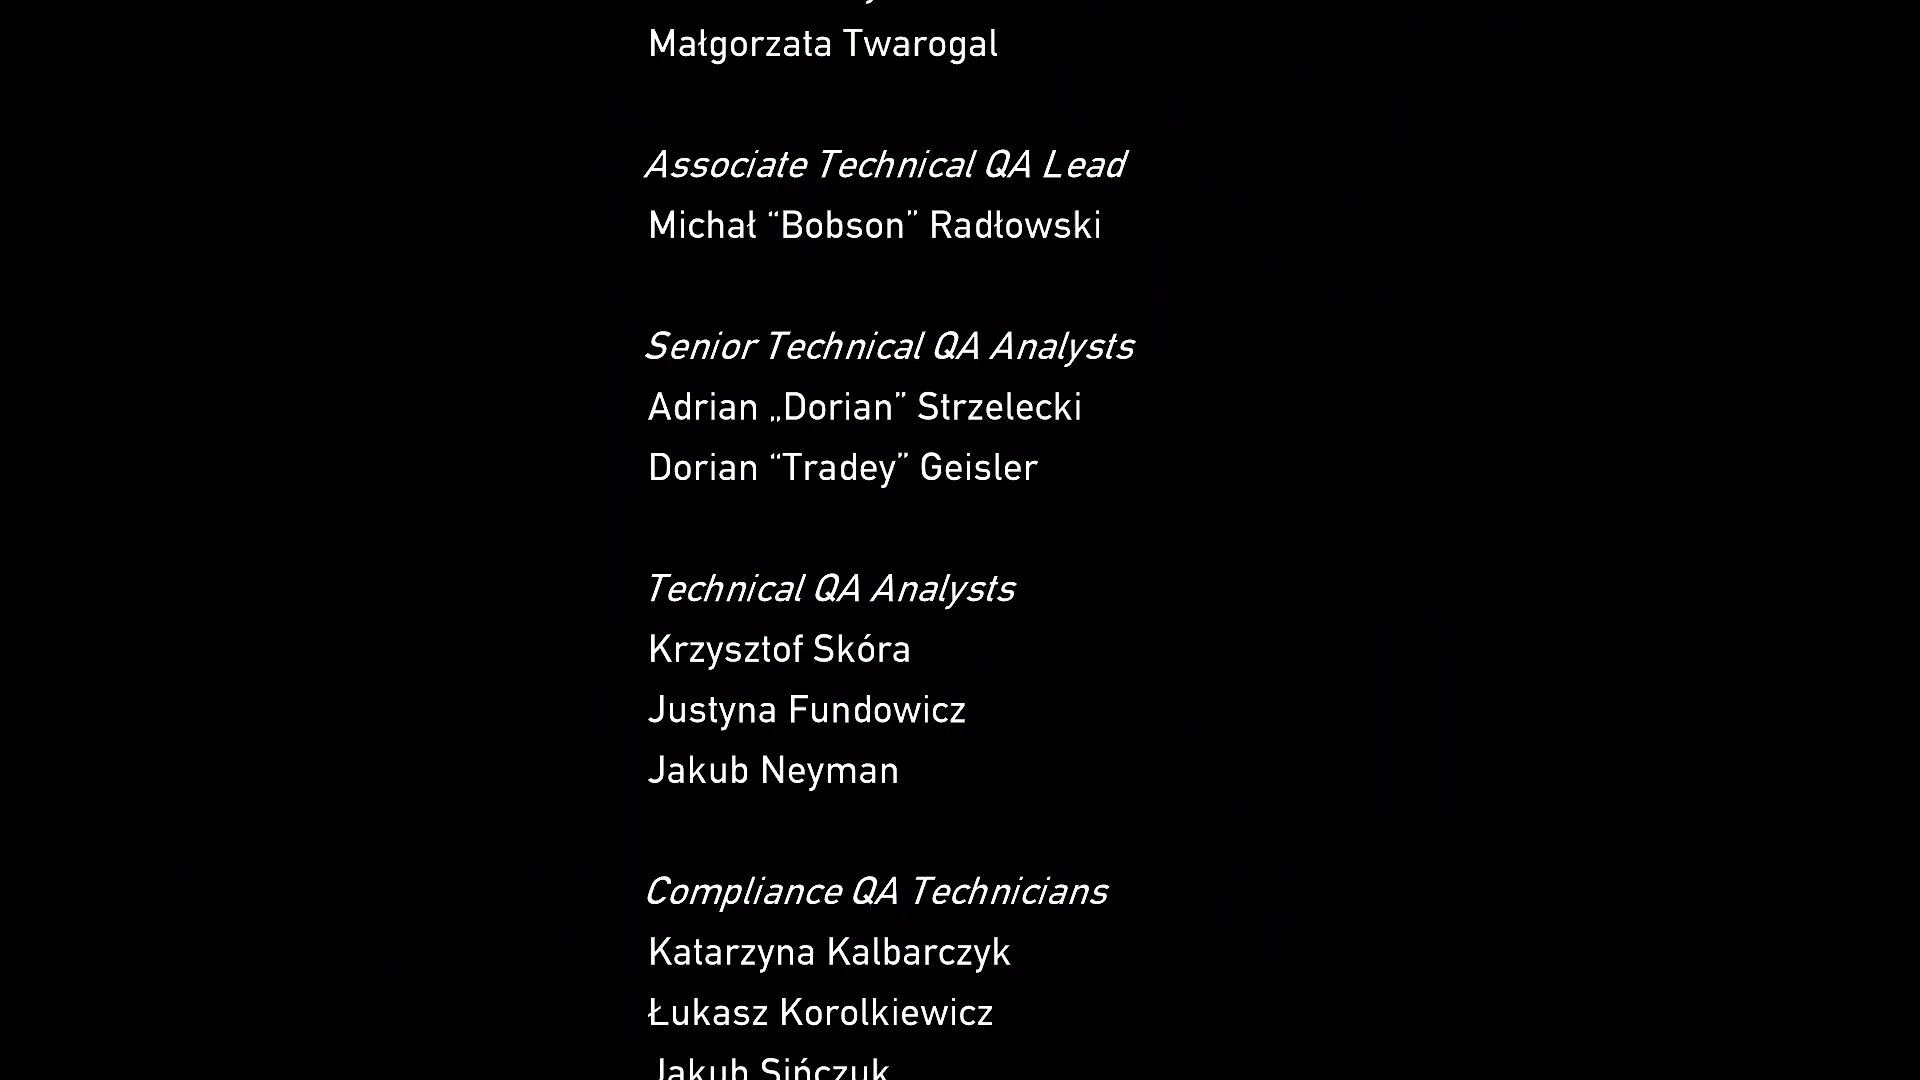 Małgorzata Twarogal
Associate Technical QA Lead
Michał “Bobson” Radłowski
Senior Technical QA Analysts
Adrian „Dorian” Strzelecki
Dorian “Tradey” Geisler
Technical QA Analysts
Krzysztof Skóra
Justyna Fundowicz
Jakub Neyman
Compliance QA Technicians
Katarzyna Kalbarczyk
Łukasz Korolkiewicz
Jakub Sińczuk